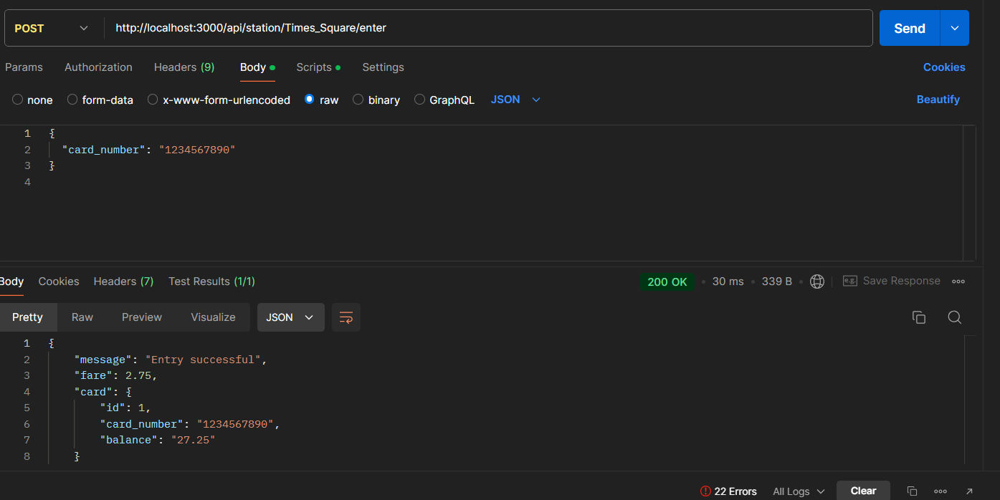 POST http://localhost:3000/api/station/Times_Square/enter Send
Params Authorization Headers (9) Body Scripts Settings Cookies
none form-data x-www-form-urlencoded raw binary GraphQL JSON Beautify
1 {
2 "card_number": "1234567890"
3 }
4
Body Cookies Headers (7) Test Results (1/1) 200 OK 30 ms 339 B e.g. Save Response
Pretty Raw Preview Visualize JSON
1 {
2 "message": "Entry successful",
3 "fare": 2.75,
4 "card": {
5 "id": 1,
6 "card_number": "1234567890",
7 "balance": "27.25"
8 }
22 Errors All Logs Clear